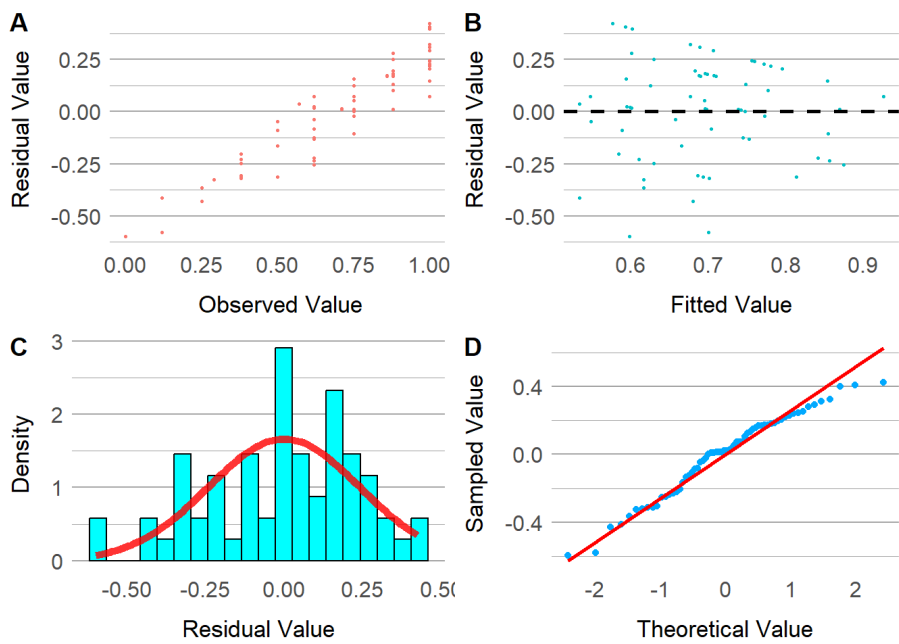 A
Residual Value
0.25
0.00
-0.25
-0.50
0.00 0.25 0.50 0.75 1.00
Observed Value
B
Residual Value
0.25
0.00
-0.25
-0.50
0.6 0.7 0.8 0.9
Fitted Value
C
Density
3
2
1
0
-0.50 -0.25 0.00 0.25 0.50
Residual Value
D
Sampled Value
0.4
0.0
-0.4
-2 -1 0 1 2
Theoretical Value